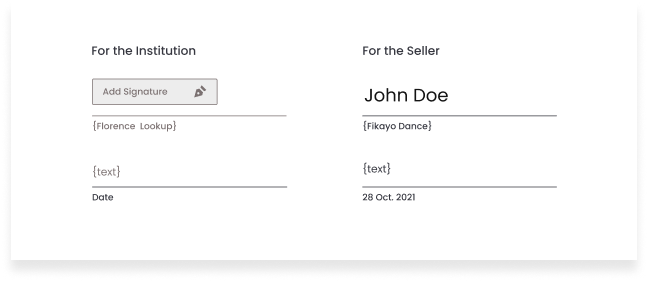 For the Institution
Add Signature
{Florence Lookup}
{text}
Date
For the Seller
John Doe
{Fikayo Dance}
{text}
28 Oct. 2021